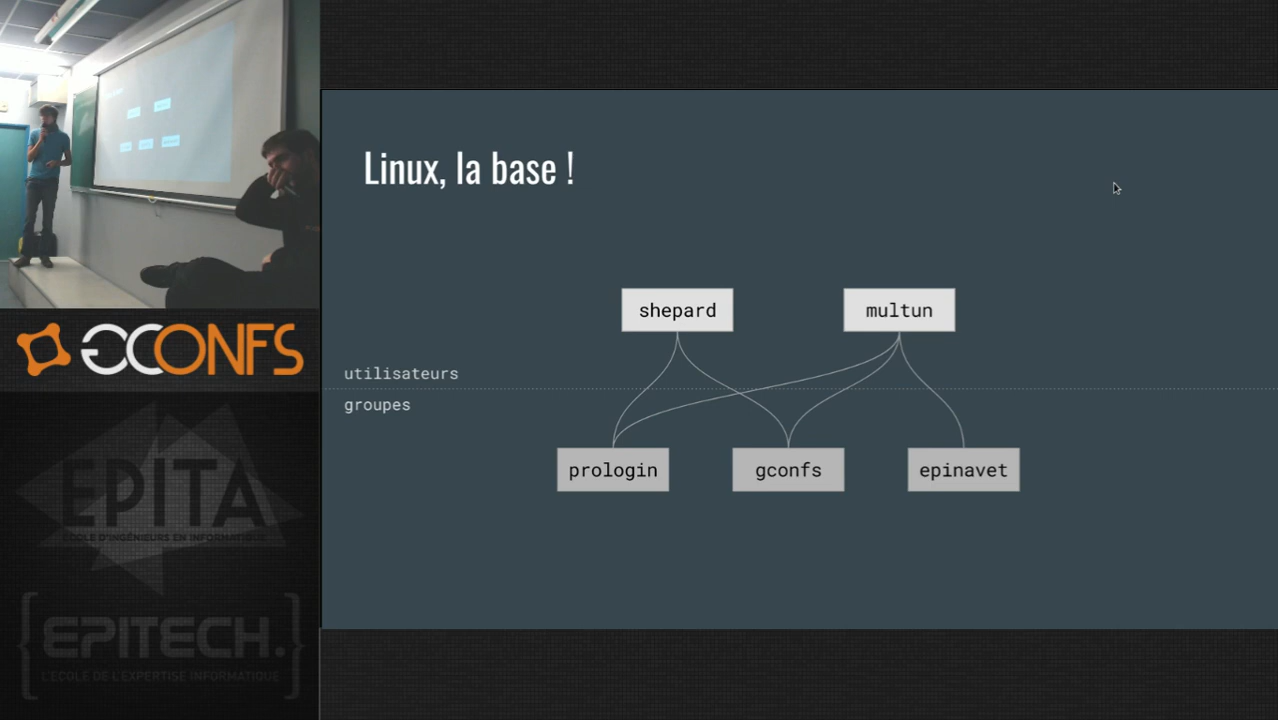 Linux, la base !
shepard
multun
utilisateurs
groupes
prologin
gconfs
epinavet
GCONFS
EPITA
ÉCOLE D'INGÉNIEURS EN INFORMATIQUE
{EPITECH.}
L'ECOLE DE L'EXPERTISE INFORMATIQUE